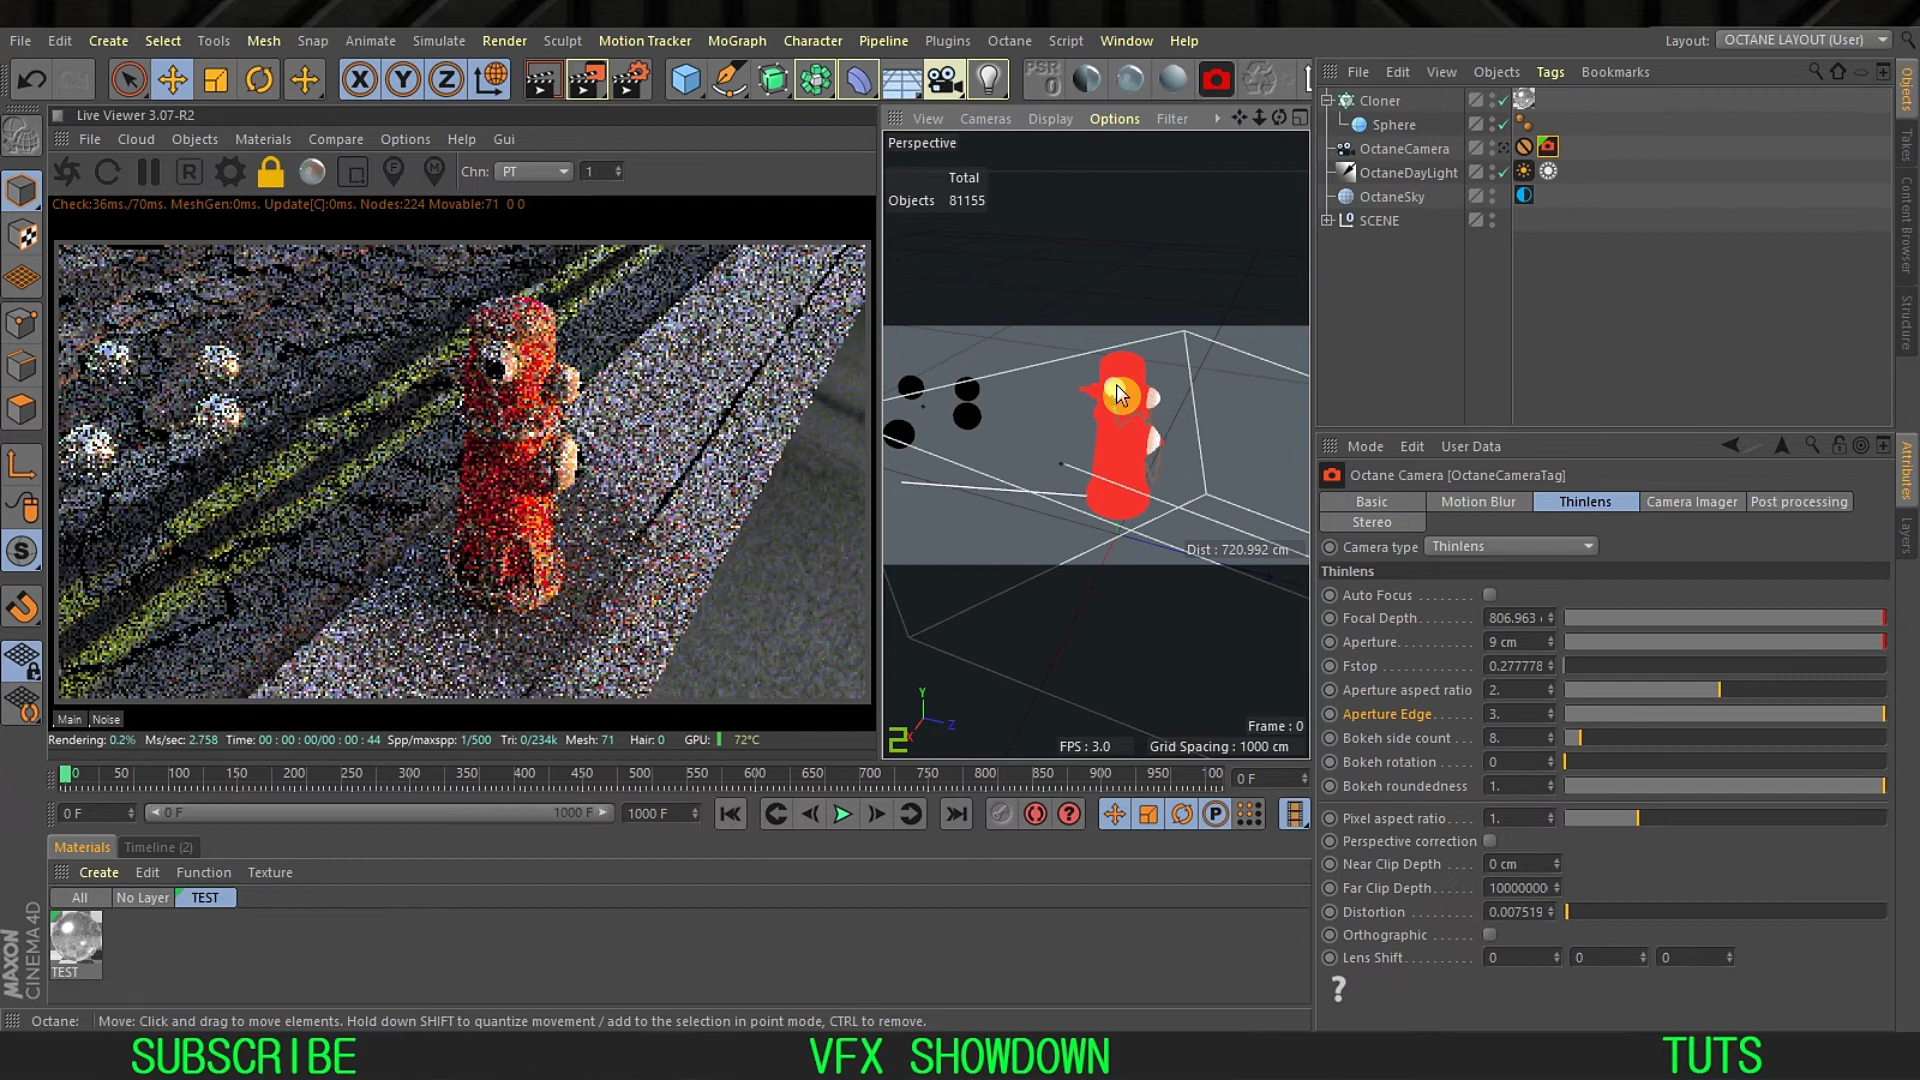 File Edit Create Select Tools Mesh Snap Animate Simulate Render Sculpt Motion Tracker MoGraph Character Pipeline Plugins Octane Script Window Help Layout: OCTANE LAYOUT (User)
X Y Z PSR 0
Live Viewer 3.07-R2
File Cloud Objects Materials Compare Options Help Gui
R F M Chn: PT 1
Check:36ms./70ms. MeshGen:0ms. Update[C]:0ms. Nodes:224 Movable:71 0 0
Main Noise
Rendering: 0.2% Ms/sec: 2.758 Time: 00 : 00 : 00/00 : 00 : 44 Spp/maxspp: 1/500 Tri: 0/234k Mesh: 71 Hair: 0 GPU: 72°C
View Cameras Display Options Filter
Perspective
Total
Objects 81155
Dist : 720.992 cm
Y Z X
2
Frame : 0
FPS : 3.0 Grid Spacing : 1000 cm
File Edit View Objects Tags Bookmarks
Cloner
Sphere
OctaneCamera
OctaneDayLight
OctaneSky
SCENE
Objects
Takes
Content Browser
Structure
Mode Edit User Data
Octane Camera [OctaneCameraTag]
Basic Motion Blur Thinlens Camera Imager Post processing
Stereo
Camera type Thinlens
Thinlens
Auto Focus
Focal Depth 806.963
Aperture 9 cm
Fstop 0.277778
Aperture aspect ratio 2.
Aperture Edge 3.
Bokeh side count 8.
Bokeh rotation 0
Bokeh roundedness 1.
Pixel aspect ratio 1.
Perspective correction
Near Clip Depth 0 cm
Far Clip Depth 10000000
Distortion 0.007519
Orthographic
Lens Shift 0 0 0
?
Attributes
Layers
0 50 100 150 200 250 300 350 400 450 500 550 600 650 700 750 800 850 900 950 100 0 F
0 F 0 F 1000 F 1000 F ? P
Materials Timeline (2)
Create Edit Function Texture
All No Layer TEST
TEST
MAXON
CINEMA 4D
Octane: Move: Click and drag to move elements. Hold down SHIFT to quantize movement / add to the selection in point mode, CTRL to remove.
SUBSCRIBE VFX SHOWDOWN TUTS